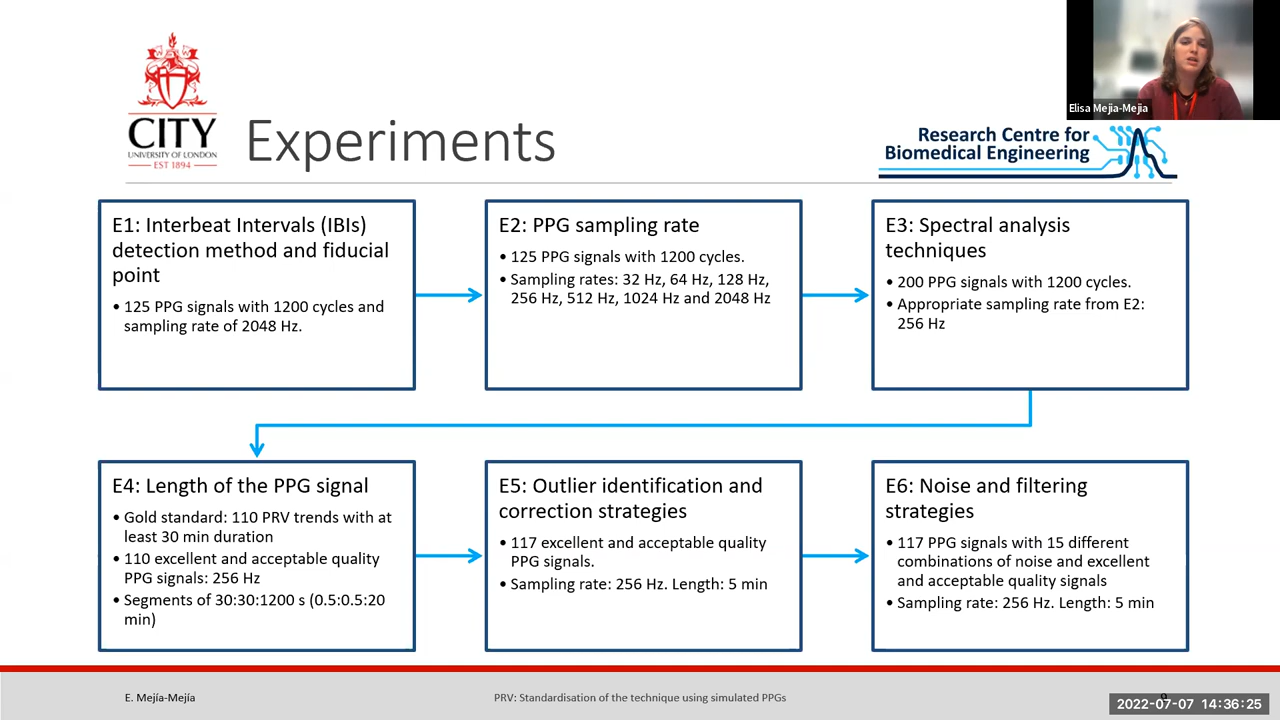 CITY
UNIVERSITY OF LONDON
EST 1894
Experiments
Elisa Mejia-Mejia
Research Centre for
Biomedical Engineering
E1: Interbeat Intervals (IBIs)
detection method and fiducial
point
• 125 PPG signals with 1200 cycles and
sampling rate of 2048 Hz.
E2: PPG sampling rate
• 125 PPG signals with 1200 cycles.
• Sampling rates: 32 Hz, 64 Hz, 128 Hz,
256 Hz, 512 Hz, 1024 Hz and 2048 Hz
E3: Spectral analysis
techniques
• 200 PPG signals with 1200 cycles.
• Appropriate sampling rate from E2:
256 Hz
E4: Length of the PPG signal
• Gold standard: 110 PRV trends with at
least 30 min duration
• 110 excellent and acceptable quality
PPG signals: 256 Hz
• Segments of 30:30:1200 s (0.5:0.5:20
min)
E5: Outlier identification and
correction strategies
• 117 excellent and acceptable quality
PPG signals.
• Sampling rate: 256 Hz. Length: 5 min
E6: Noise and filtering
strategies
• 117 PPG signals with 15 different
combinations of noise and excellent
and acceptable quality signals
• Sampling rate: 256 Hz. Length: 5 min
E. Mejía-Mejía
PRV: Standardisation of the technique using simulated PPGs
2022-07-07 14:36:25